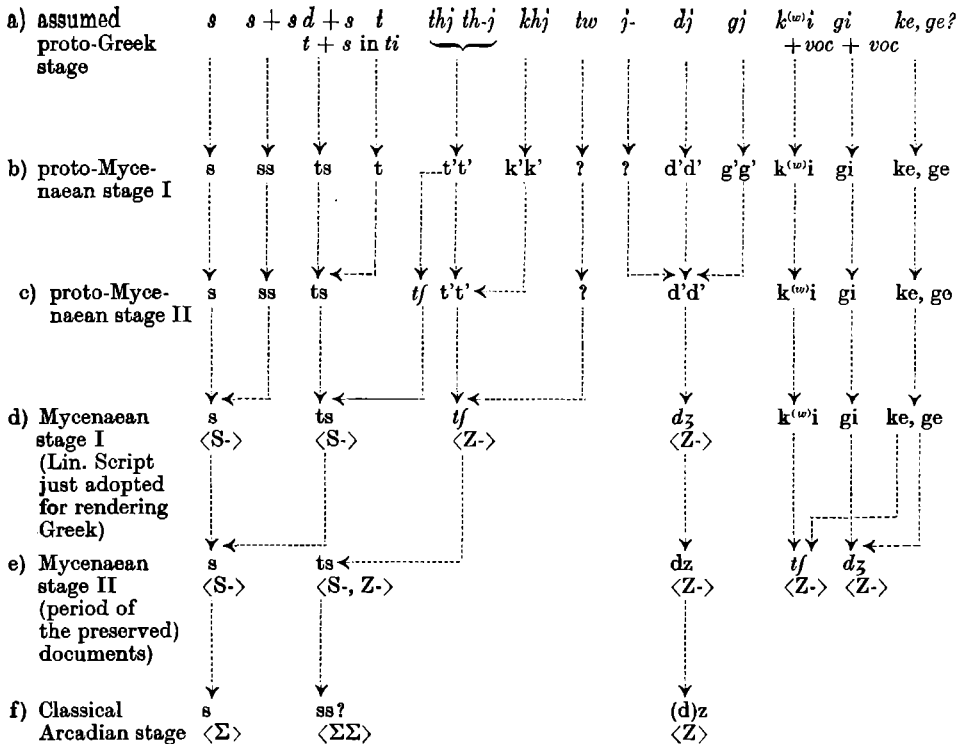 a) assumed s s + s d + s t thj th-j khj tw j- dj gj k⁽ʷ⁾i gi ke, ge?
proto-Greek t + s in ti + voc + voc
stage
b) proto-Myce- s ss ts t t't' k'k' ? ? d'd' g'g' k⁽ʷ⁾i gi ke, ge
naean stage I
c) proto-Myce- s ss ts tʃ t't' ? d'd' k⁽ʷ⁾i gi ke, ge
naean stage II
d) Mycenaean s ts tʃ dʒ k⁽ʷ⁾i gi ke, ge
stage I ⟨S-⟩ ⟨S-⟩ ⟨Z-⟩ ⟨Z-⟩
(Lin. Script
just adopted
for rendering
Greek)
e) Mycenaean s ts dz tʃ dʒ
stage II ⟨S-⟩ ⟨S-, Z-⟩ ⟨Z-⟩ ⟨Z-⟩ ⟨Z-⟩
(period of
the preserved)
documents)
f) Classical s ss? (d)z
Arcadian stage ⟨Σ⟩ ⟨ΣΣ⟩ ⟨Z⟩